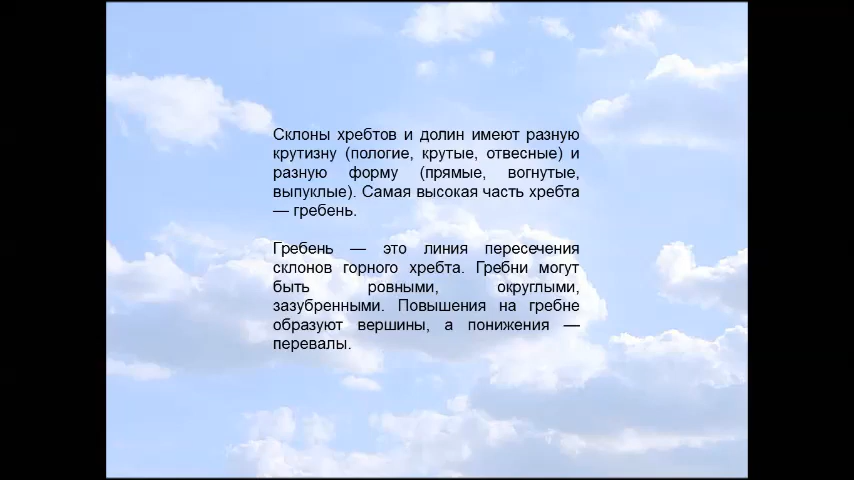 Склоны хребтов и долин имеют разную
крутизну (пологие, крутые, отвесные) и
разную форму (прямые, вогнутые,
выпуклые). Самая высокая часть хребта
— гребень.
Гребень — это линия пересечения
склонов горного хребта. Гребни могут
быть ровными, округлыми,
зазубренными. Повышения на гребне
образуют вершины, а понижения —
перевалы.